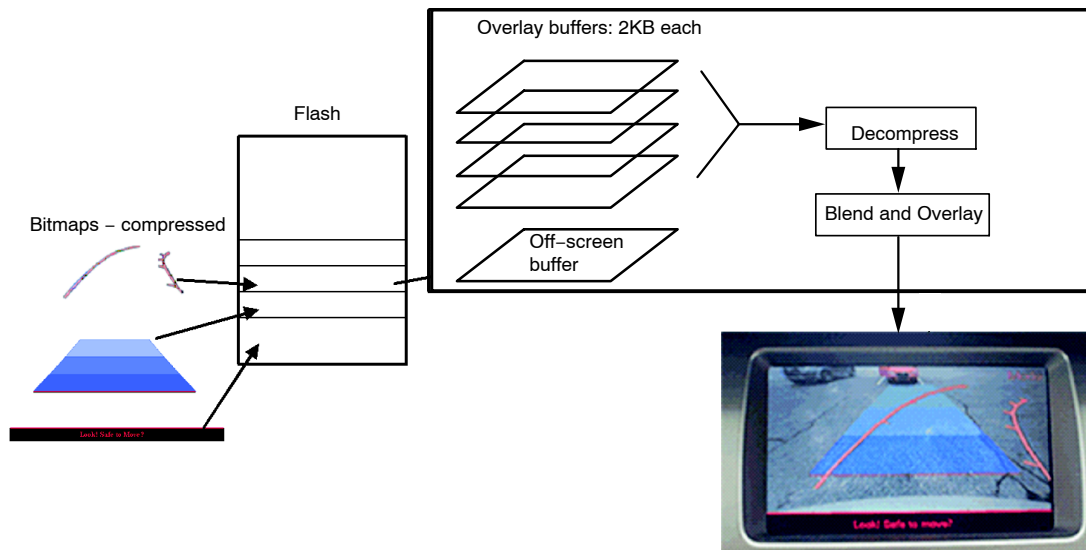 Overlay buffers: 2KB each
Flash
Decompress
Bitmaps − compressed
Blend and Overlay
Off−screen
buffer
Look! Safe to Move?
Look! Safe to move?